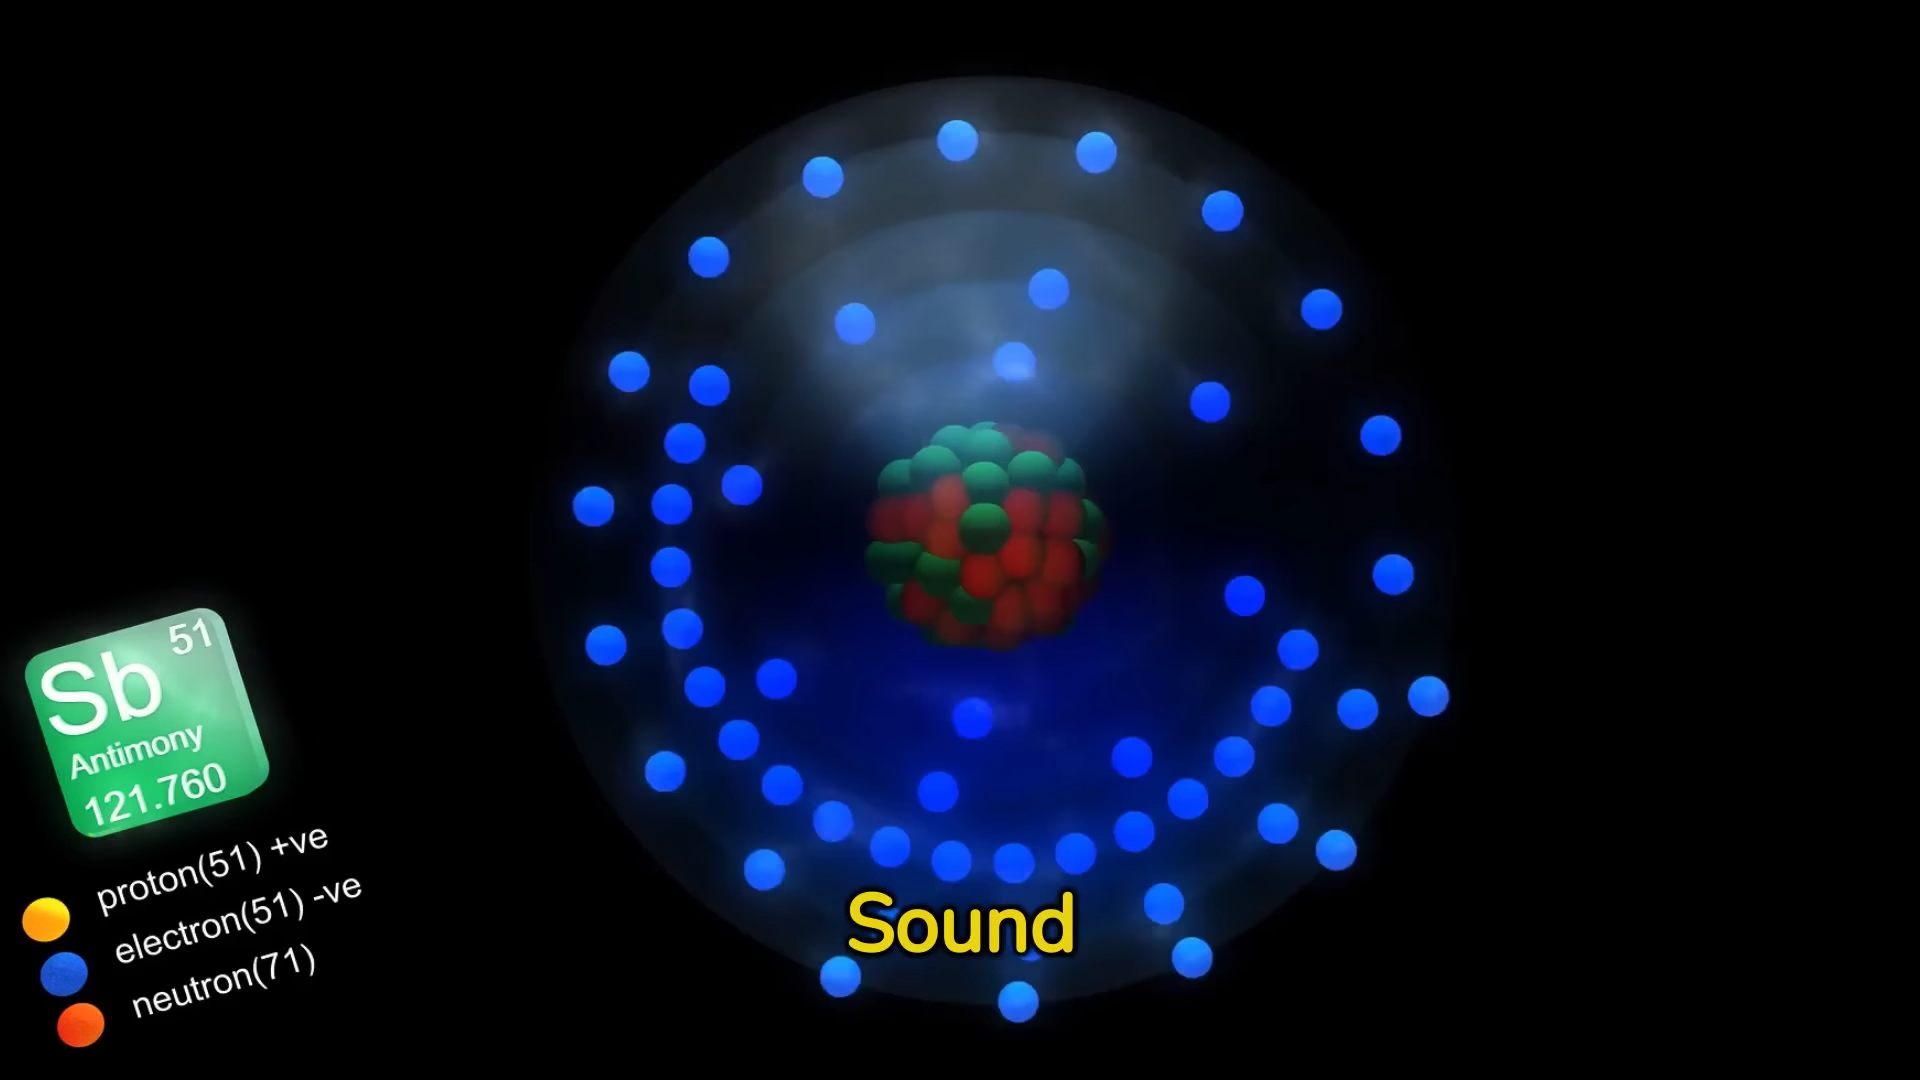 51
Sb
Antimony
121.760
proton(51) +ve
electron(51) -ve
neutron(71)
Sound